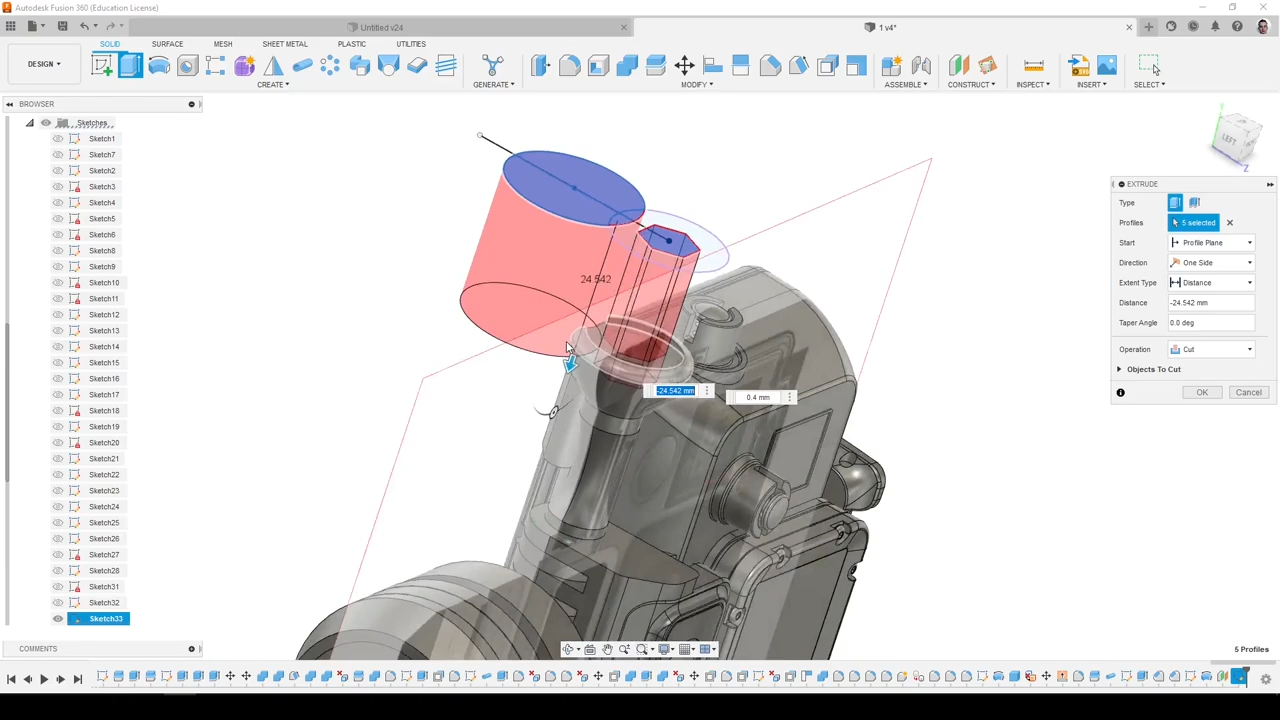 Autodesk Fusion 360 (Education License)
Untitled v24
1 v4*
DESIGN
SOLID SURFACE MESH SHEET METAL PLASTIC UTILITIES
CREATE GENERATE MODIFY ASSEMBLE CONSTRUCT INSPECT INSERT SELECT
BROWSER
Sketches
Sketch1
Sketch7
Sketch2
Sketch3
Sketch4
Sketch5
Sketch6
Sketch8
Sketch9
Sketch10
Sketch11
Sketch12
Sketch13
Sketch14
Sketch15
Sketch16
Sketch17
Sketch18
Sketch19
Sketch20
Sketch21
Sketch22
Sketch23
Sketch24
Sketch25
Sketch26
Sketch27
Sketch28
Sketch31
Sketch32
Sketch33
24.542
-24.542 mm
0.4 mm
Y
LEFT
Z
EXTRUDE
Type
Profiles 5 selected
Start Profile Plane
Direction One Side
Extent Type Distance
Distance -24.542 mm
Taper Angle 0.0 deg
Operation Cut
Objects To Cut
OK Cancel
COMMENTS
5 Profiles